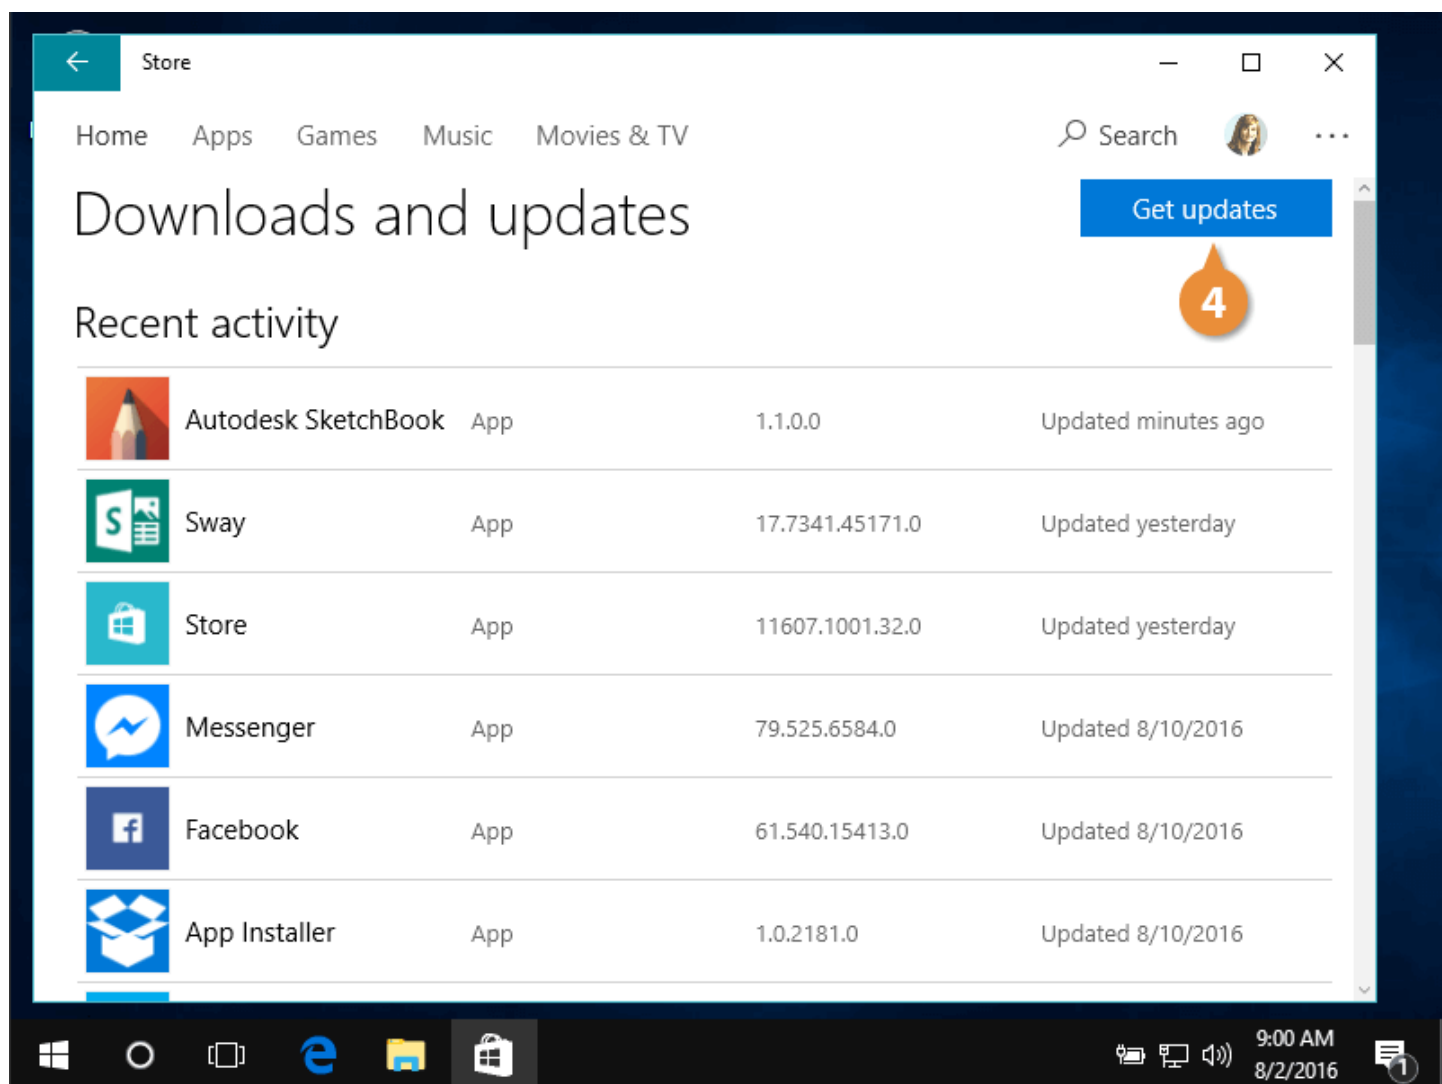 Store
Home Apps Games Music Movies & TV Search
Downloads and updates
Get updates
4
Recent activity
Autodesk SketchBook App 1.1.0.0 Updated minutes ago
S
Sway App 17.7341.45171.0 Updated yesterday
Store App 11607.1001.32.0 Updated yesterday
Messenger App 79.525.6584.0 Updated 8/10/2016
f
Facebook App 61.540.15413.0 Updated 8/10/2016
App Installer App 1.0.2181.0 Updated 8/10/2016
9:00 AM
8/2/2016
1